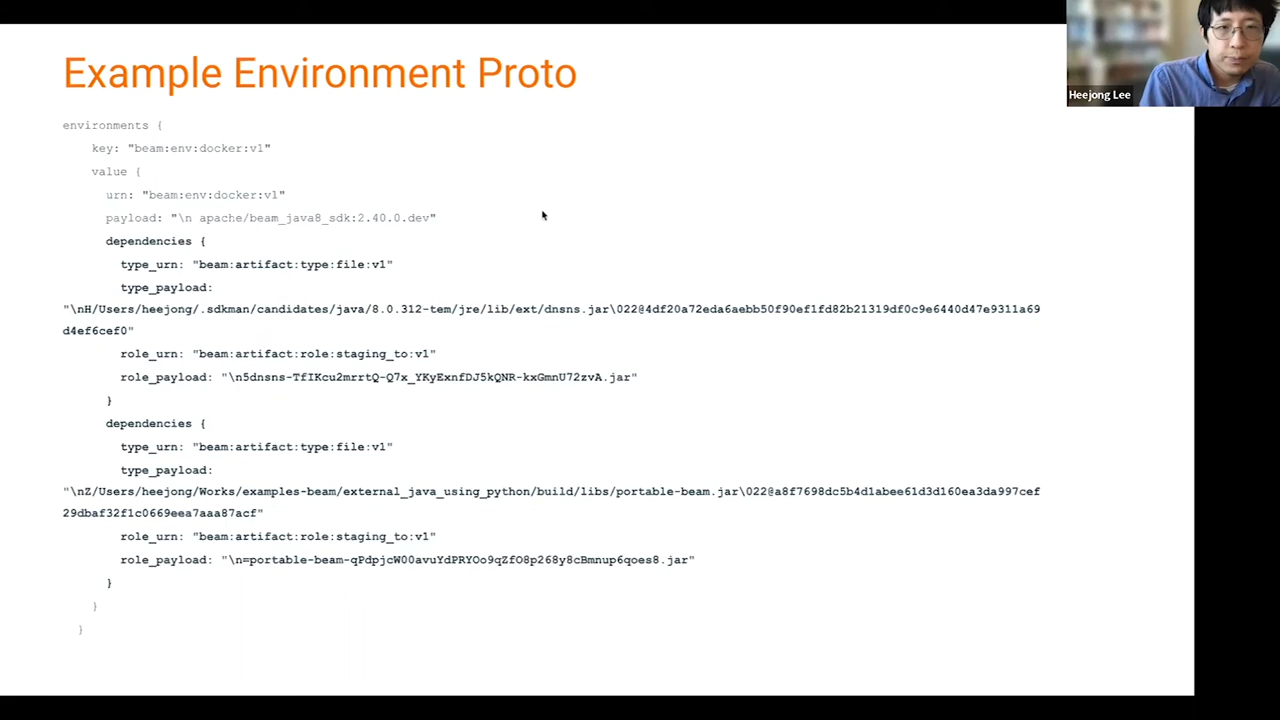 Example Environment Proto
Heejong Lee
environments {
key: "beam:env:docker:v1"
value {
urn: "beam:env:docker:v1"
payload: "\n apache/beam_java8_sdk:2.40.0.dev"
dependencies {
type_urn: "beam:artifact:type:file:v1"
type_payload:
"\nH/Users/heejong/.sdkman/candidates/java/8.0.312-tem/jre/lib/ext/dnsns.jar\022@4df20a72eda6aebb50f90ef1fd82b21319df0c9e6440d47e9311a69
d4ef6cef0"
role_urn: "beam:artifact:role:staging_to:v1"
role_payload: "\n5dnsns-TfIKcu2mrrtQ-Q7x_YKyExnfDJ5kQNR-kxGmnU72zvA.jar"
}
dependencies {
type_urn: "beam:artifact:type:file:v1"
type_payload:
"\nZ/Users/heejong/Works/examples-beam/external_java_using_python/build/libs/portable-beam.jar\022@a8f7698dc5b4d1abee61d3d160ea3da997cef
29dbaf32f1c0669eea7aaa87acf"
role_urn: "beam:artifact:role:staging_to:v1"
role_payload: "\n=portable-beam-qPdpjcW00avuYdPRYOo9qZfO8p268y8cBmnup6qoes8.jar"
}
}
}